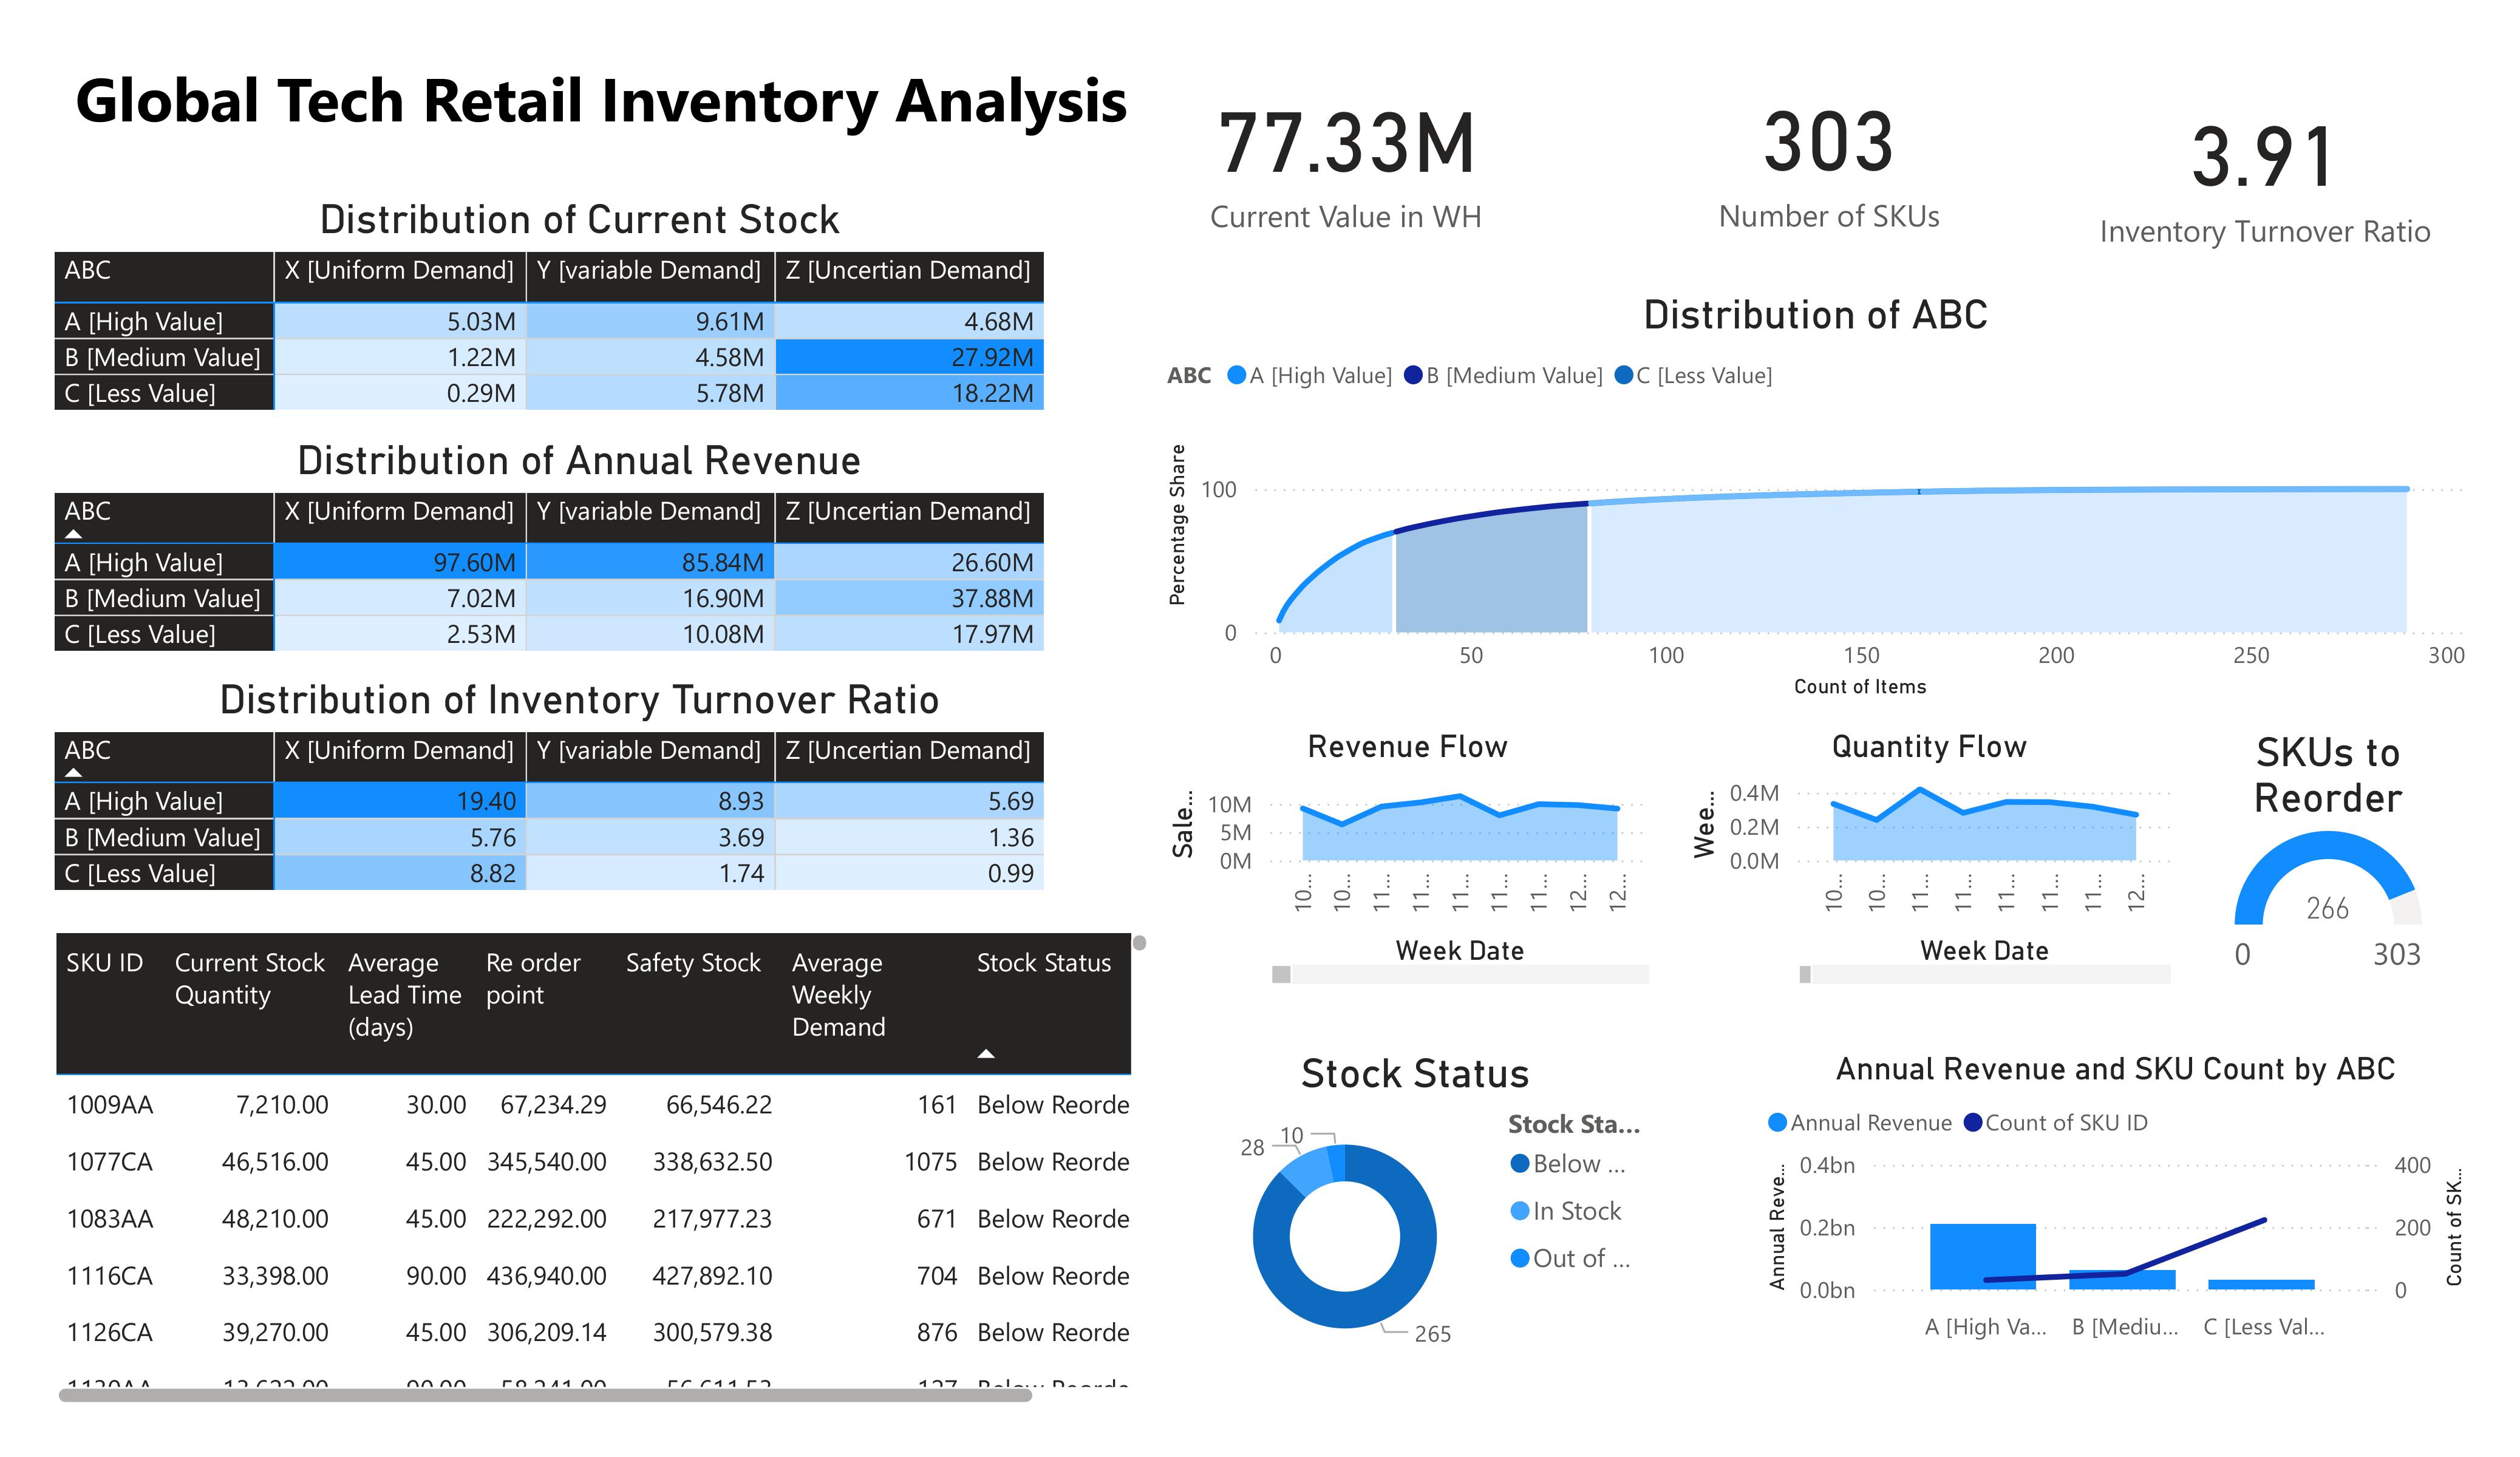 Global Tech Retail Inventory Analysis
77.33M
Current Value in WH
303
Number of SKUs
3.91
Inventory Turnover Ratio
Distribution of Current Stock
ABC X [Uniform Demand] Y [variable Demand] Z [Uncertian Demand]
A [High Value] 5.03M 9.61M 4.68M
B [Medium Value] 1.22M 4.58M 27.92M
C [Less Value] 0.29M 5.78M 18.22M
Distribution of Annual Revenue
ABC X [Uniform Demand] Y [variable Demand] Z [Uncertian Demand]
A [High Value] 97.60M 85.84M 26.60M
B [Medium Value] 7.02M 16.90M 37.88M
C [Less Value] 2.53M 10.08M 17.97M
Distribution of Inventory Turnover Ratio
ABC X [Uniform Demand] Y [variable Demand] Z [Uncertian Demand]
A [High Value] 19.40 8.93 5.69
B [Medium Value] 5.76 3.69 1.36
C [Less Value] 8.82 1.74 0.99
SKU ID Current Stock Average Re order Safety Stock Average Stock Status
Quantity Lead Time point Weekly
(days) Demand
1009AA 7,210.00 30.00 67,234.29 66,546.22 161 Below Reorde
1077CA 46,516.00 45.00 345,540.00 338,632.50 1075 Below Reorde
1083AA 48,210.00 45.00 222,292.00 217,977.23 671 Below Reorde
1116CA 33,398.00 90.00 436,940.00 427,892.10 704 Below Reorde
1126CA 39,270.00 45.00 306,209.14 300,579.38 876 Below Reorde
Distribution of ABC
ABC A [High Value] B [Medium Value] C [Less Value]
Percentage Share
100
0
0 50 100 150 200 250 300
Count of Items
Revenue Flow
Sale...
10M
5M
0M
10... 10... 11... 11... 11... 11... 11... 12... 12...
Week Date
Quantity Flow
Wee...
0.4M
0.2M
0.0M
10... 10... 11... 11... 11... 11... 11... 12...
Week Date
SKUs to
Reorder
266
0 303
Stock Status
10
28
265
Stock Sta...
Below ...
In Stock
Out of ...
Annual Revenue and SKU Count by ABC
Annual Revenue Count of SKU ID
Annual Reve...
0.4bn
0.2bn
0.0bn
400
200
0
Count of SK...
A [High Va... B [Mediu... C [Less Val...